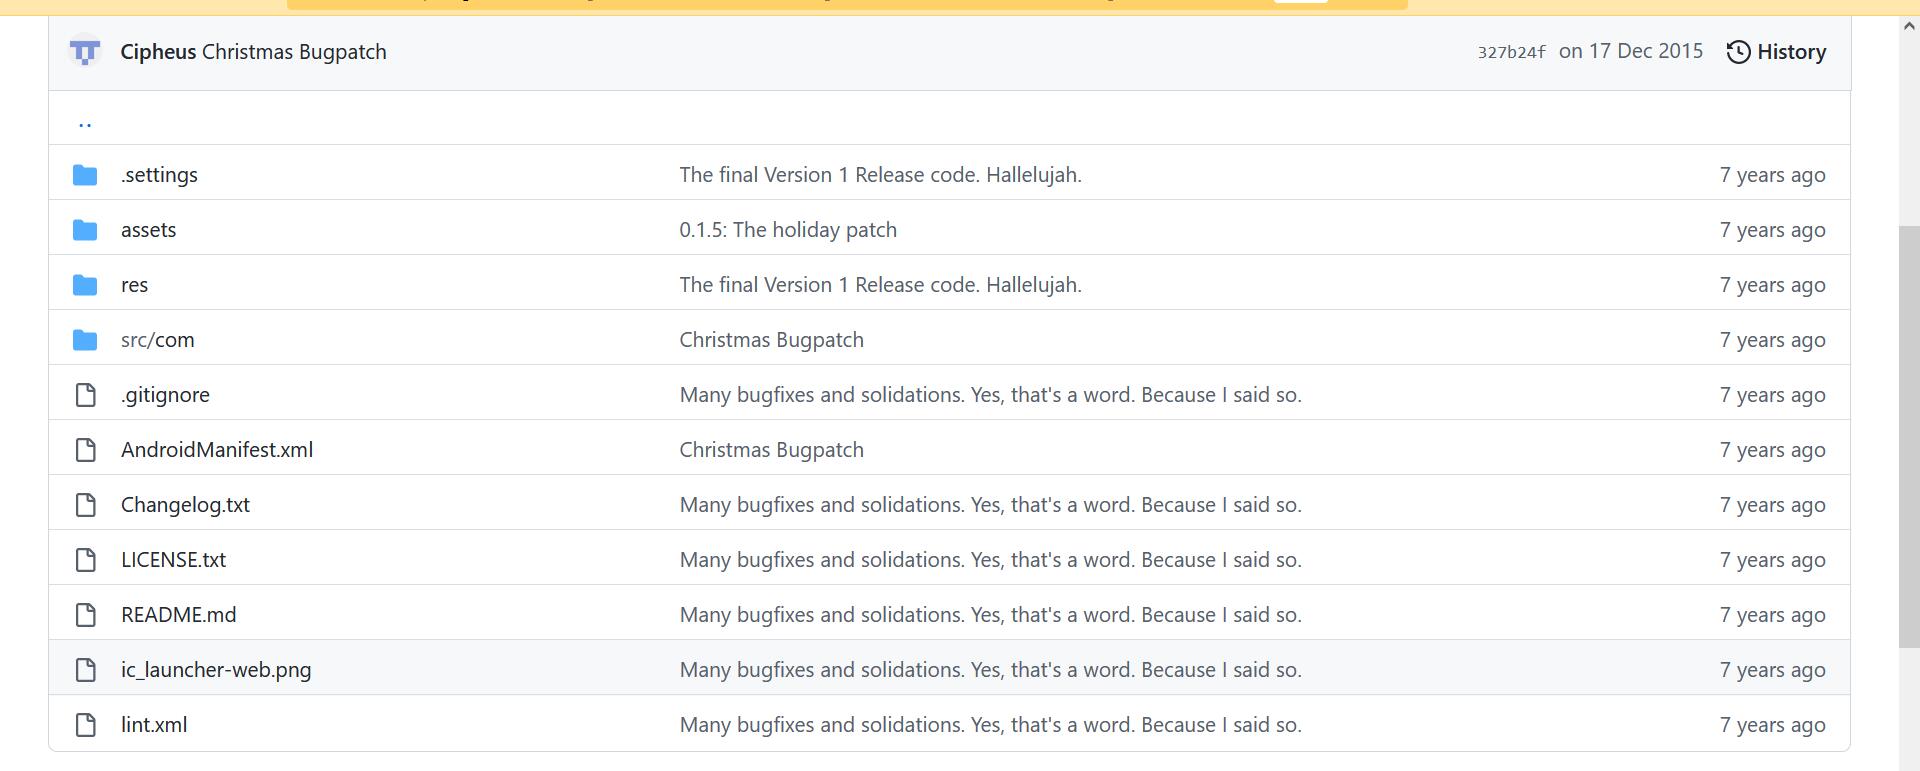 Cipheus Christmas Bugpatch 327b24f on 17 Dec 2015 History
..
.settings The final Version 1 Release code. Hallelujah. 7 years ago
assets 0.1.5: The holiday patch 7 years ago
res The final Version 1 Release code. Hallelujah. 7 years ago
src/com Christmas Bugpatch 7 years ago
.gitignore Many bugfixes and solidations. Yes, that's a word. Because I said so. 7 years ago
AndroidManifest.xml Christmas Bugpatch 7 years ago
Changelog.txt Many bugfixes and solidations. Yes, that's a word. Because I said so. 7 years ago
LICENSE.txt Many bugfixes and solidations. Yes, that's a word. Because I said so. 7 years ago
README.md Many bugfixes and solidations. Yes, that's a word. Because I said so. 7 years ago
ic_launcher-web.png Many bugfixes and solidations. Yes, that's a word. Because I said so. 7 years ago
lint.xml Many bugfixes and solidations. Yes, that's a word. Because I said so. 7 years ago